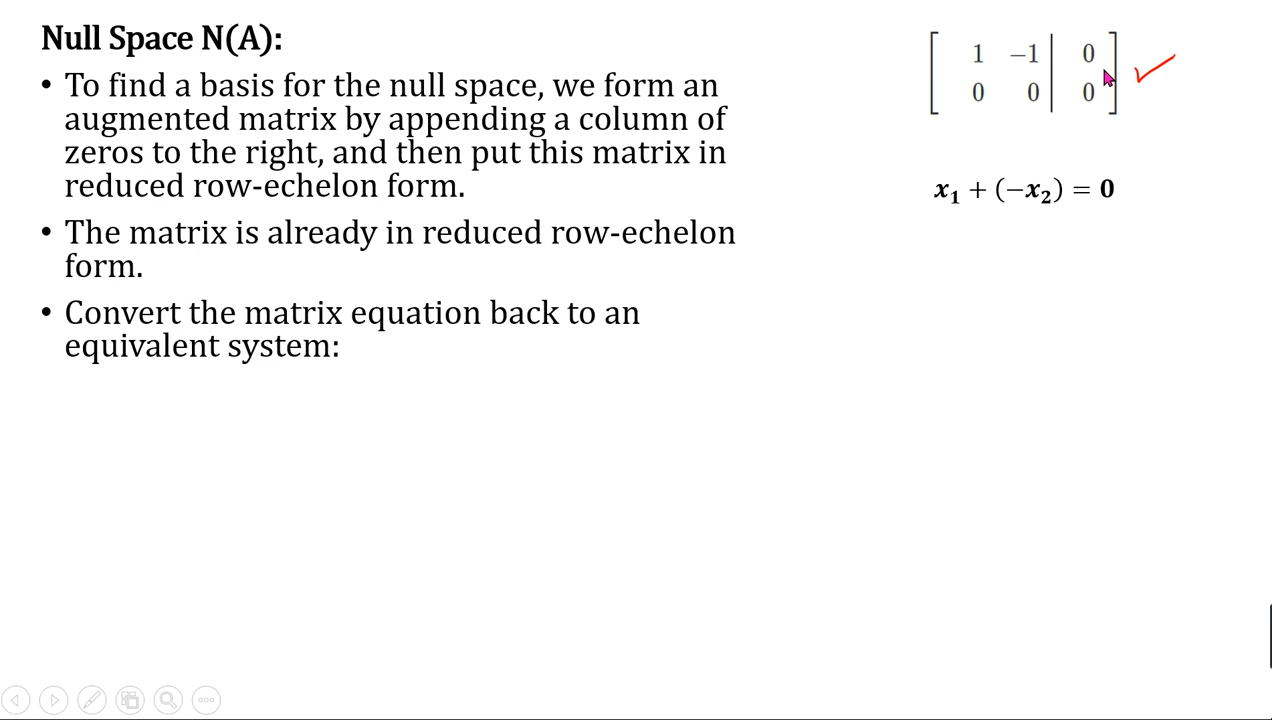 Null Space N(A):
• To find a basis for the null space, we form an
augmented matrix by appending a column of
zeros to the right, and then put this matrix in
reduced row-echelon form.
• The matrix is already in reduced row-echelon
form.
• Convert the matrix equation back to an
equivalent system:
1 −1 | 0
0 0 | 0
x₁ + (−x₂) = 0